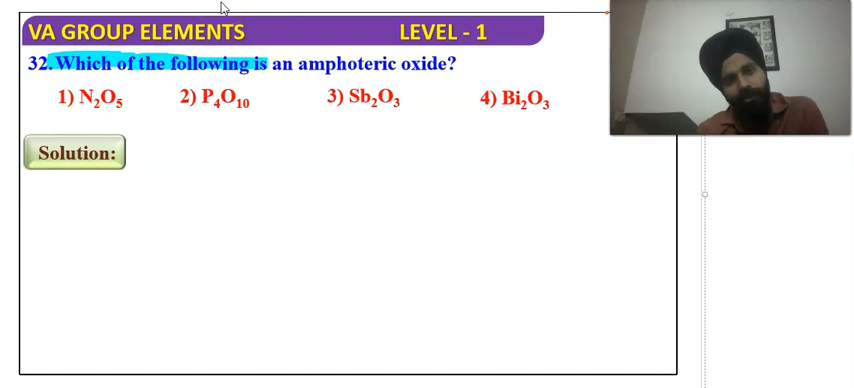 VA GROUP ELEMENTS LEVEL - 1
32. Which of the following is an amphoteric oxide?
1) N₂O₅ 2) P₄O₁₀ 3) Sb₂O₃ 4) Bi₂O₃
Solution: